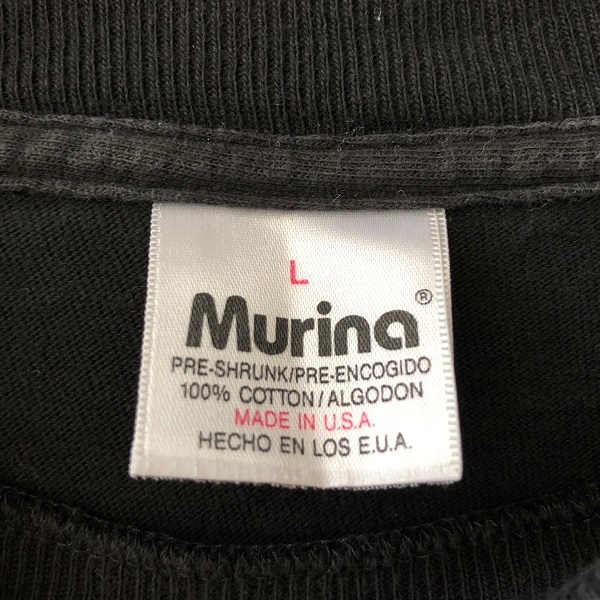 L
Murina®
PRE-SHRUNK/PRE-ENCOGIDO
100% COTTON/ALGODON
MADE IN U.S.A.
HECHO EN LOS E.U.A.